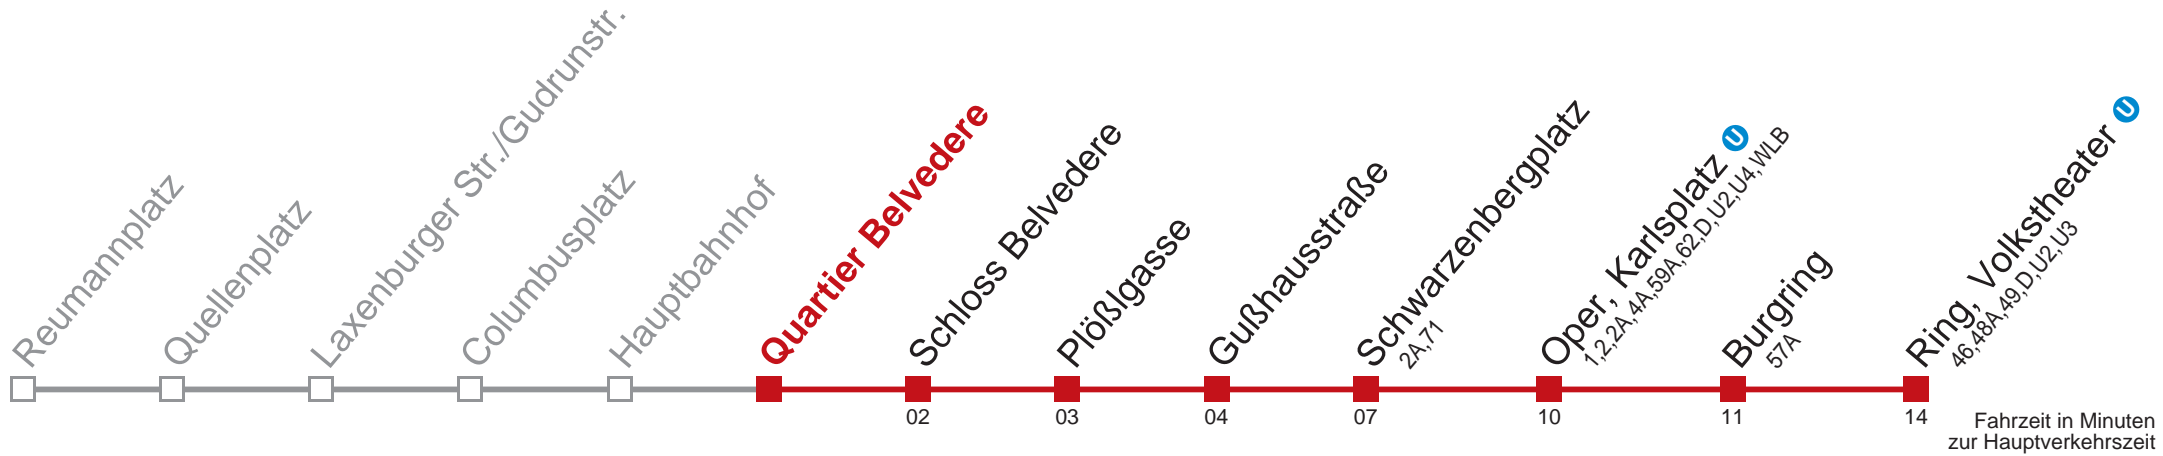 Reumannplatz
Quellenplatz
Laxenburger Str./Gudrunstr.
Columbusplatz
Hauptbahnhof
Quartier Belvedere
Schloss Belvedere
Plößlgasse
Gußhausstraße
Schwarzenbergplatz
2A,71
Oper, Karlsplatz U
1,2,2A,4A,59A,62,D,U2,U4,WLB
Burgring
57A
Ring, Volkstheater U
46,48A,49,D,U2,U3
02
03
04
07
10
11
14
Fahrzeit in Minuten
zur Hauptverkehrszeit